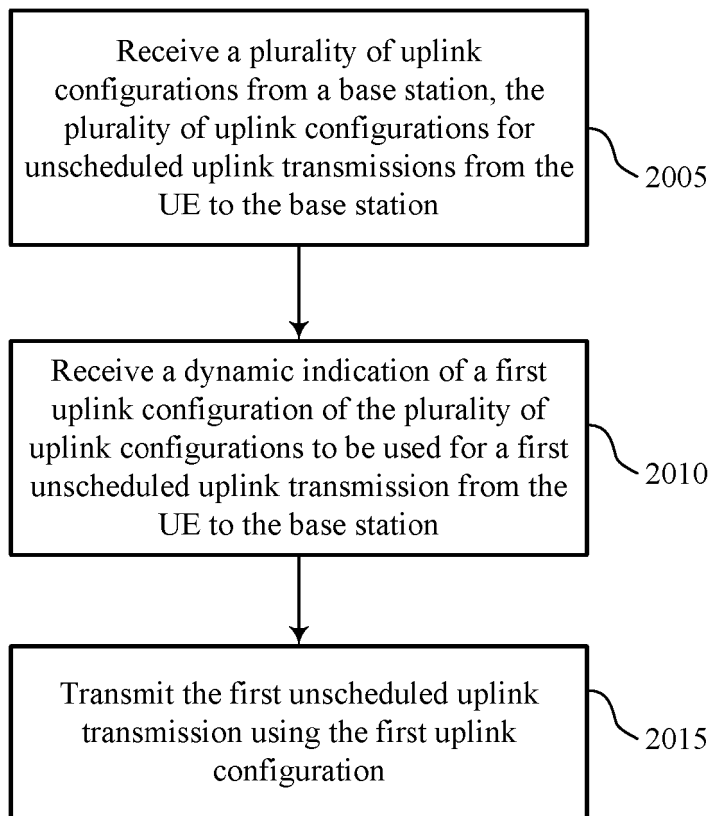 Receive a plurality of uplink
configurations from a base station, the
plurality of uplink configurations for
unscheduled uplink transmissions from the
UE to the base station
2005
Receive a dynamic indication of a first
uplink configuration of the plurality of
uplink configurations to be used for a first
unscheduled uplink transmission from the
UE to the base station
2010
Transmit the first unscheduled uplink
transmission using the first uplink
configuration
2015